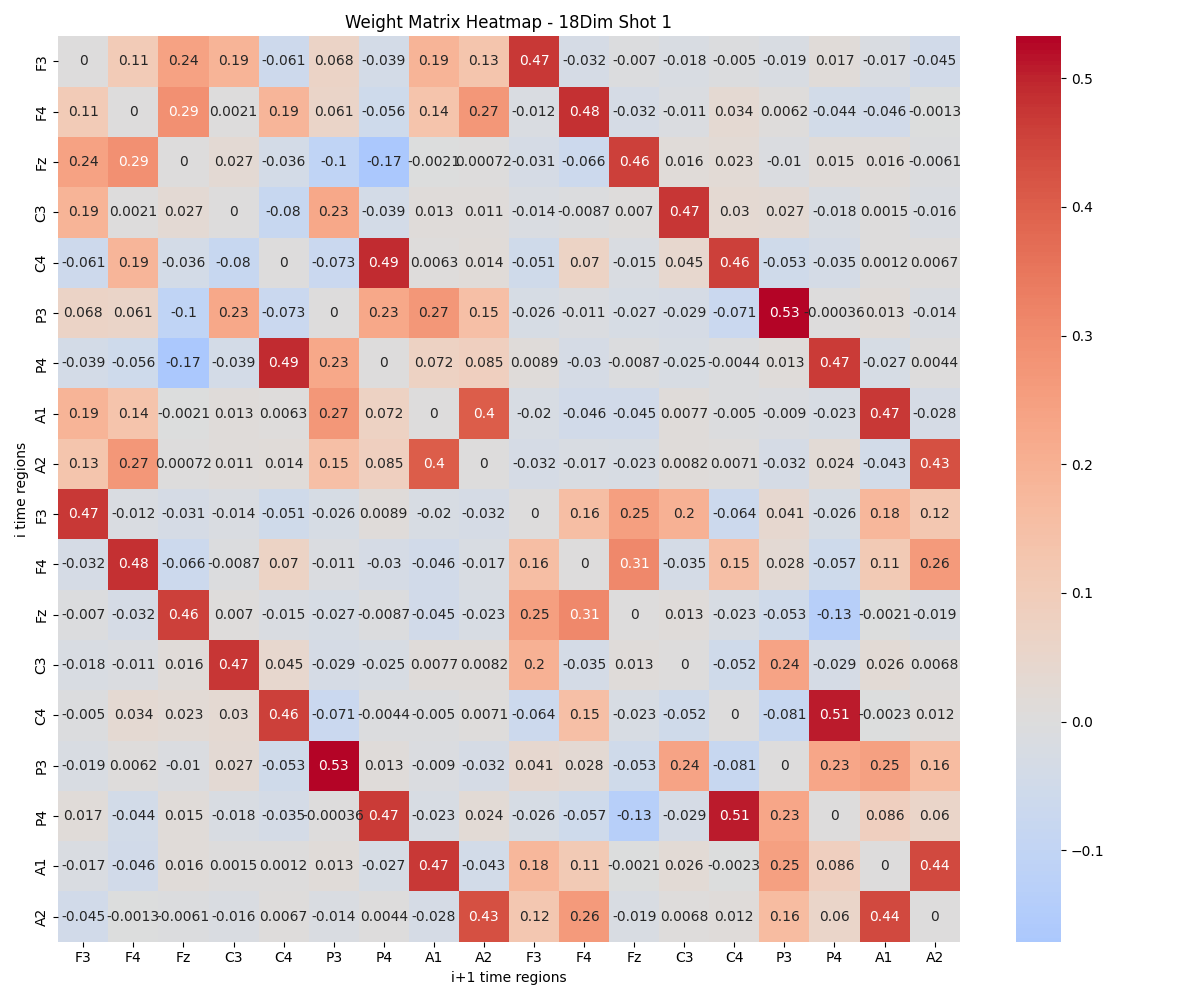 Weight Matrix Heatmap - 18Dim Shot 1
F3 0 0.11 0.24 0.19 -0.061 0.068 -0.039 0.19 0.13 0.47 -0.032 -0.007 -0.018 -0.005 -0.019 0.017 -0.017 -0.045
F4 0.11 0 0.29 0.0021 0.19 0.061 -0.056 0.14 0.27 -0.012 0.48 -0.032 -0.011 0.034 0.0062 -0.044 -0.046 -0.0013
Fz 0.24 0.29 0 0.027 -0.036 -0.1 -0.17 -0.0021 0.00072 -0.031 -0.066 0.46 0.016 0.023 -0.01 0.015 0.016 -0.0061
C3 0.19 0.0021 0.027 0 -0.08 0.23 -0.039 0.013 0.011 -0.014 -0.0087 0.007 0.47 0.03 0.027 -0.018 0.0015 -0.016
C4 -0.061 0.19 -0.036 -0.08 0 -0.073 0.49 0.0063 0.014 -0.051 0.07 -0.015 0.045 0.46 -0.053 -0.035 0.0012 0.0067
P3 0.068 0.061 -0.1 0.23 -0.073 0 0.23 0.27 0.15 -0.026 -0.011 -0.027 -0.029 -0.071 0.53 -0.00036 0.013 -0.014
P4 -0.039 -0.056 -0.17 -0.039 0.49 0.23 0 0.072 0.085 0.0089 -0.03 -0.0087 -0.025 -0.0044 0.013 0.47 -0.027 0.0044
A1 0.19 0.14 -0.0021 0.013 0.0063 0.27 0.072 0 0.4 -0.02 -0.046 -0.045 0.0077 -0.005 -0.009 -0.023 0.47 -0.028
A2 0.13 0.27 0.00072 0.011 0.014 0.15 0.085 0.4 0 -0.032 -0.017 -0.023 0.0082 0.0071 -0.032 0.024 -0.043 0.43
F3 0.47 -0.012 -0.031 -0.014 -0.051 -0.026 0.0089 -0.02 -0.032 0 0.16 0.25 0.2 -0.064 0.041 -0.026 0.18 0.12
F4 -0.032 0.48 -0.066 -0.0087 0.07 -0.011 -0.03 -0.046 -0.017 0.16 0 0.31 -0.035 0.15 0.028 -0.057 0.11 0.26
Fz -0.007 -0.032 0.46 0.007 -0.015 -0.027 -0.0087 -0.045 -0.023 0.25 0.31 0 0.013 -0.023 -0.053 -0.13 -0.0021 -0.019
C3 -0.018 -0.011 0.016 0.47 0.045 -0.029 -0.025 0.0077 0.0082 0.2 -0.035 0.013 0 -0.052 0.24 -0.029 0.026 0.0068
C4 -0.005 0.034 0.023 0.03 0.46 -0.071 -0.0044 -0.005 0.0071 -0.064 0.15 -0.023 -0.052 0 -0.081 0.51 -0.0023 0.012
P3 -0.019 0.0062 -0.01 0.027 -0.053 0.53 0.013 -0.009 -0.032 0.041 0.028 -0.053 0.24 -0.081 0 0.23 0.25 0.16
P4 0.017 -0.044 0.015 -0.018 -0.035 -0.00036 0.47 -0.023 0.024 -0.026 -0.057 -0.13 -0.029 0.51 0.23 0 0.086 0.06
A1 -0.017 -0.046 0.016 0.0015 0.0012 0.013 -0.027 0.47 -0.043 0.18 0.11 -0.0021 0.026 -0.0023 0.25 0.086 0 0.44
A2 -0.045 -0.0013 -0.0061 -0.016 0.0067 -0.014 0.0044 -0.028 0.43 0.12 0.26 -0.019 0.0068 0.012 0.16 0.06 0.44 0
F3 F4 Fz C3 C4 P3 P4 A1 A2 F3 F4 Fz C3 C4 P3 P4 A1 A2
i+1 time regions
i time regions
0.5
0.4
0.3
0.2
0.1
0.0
−0.1